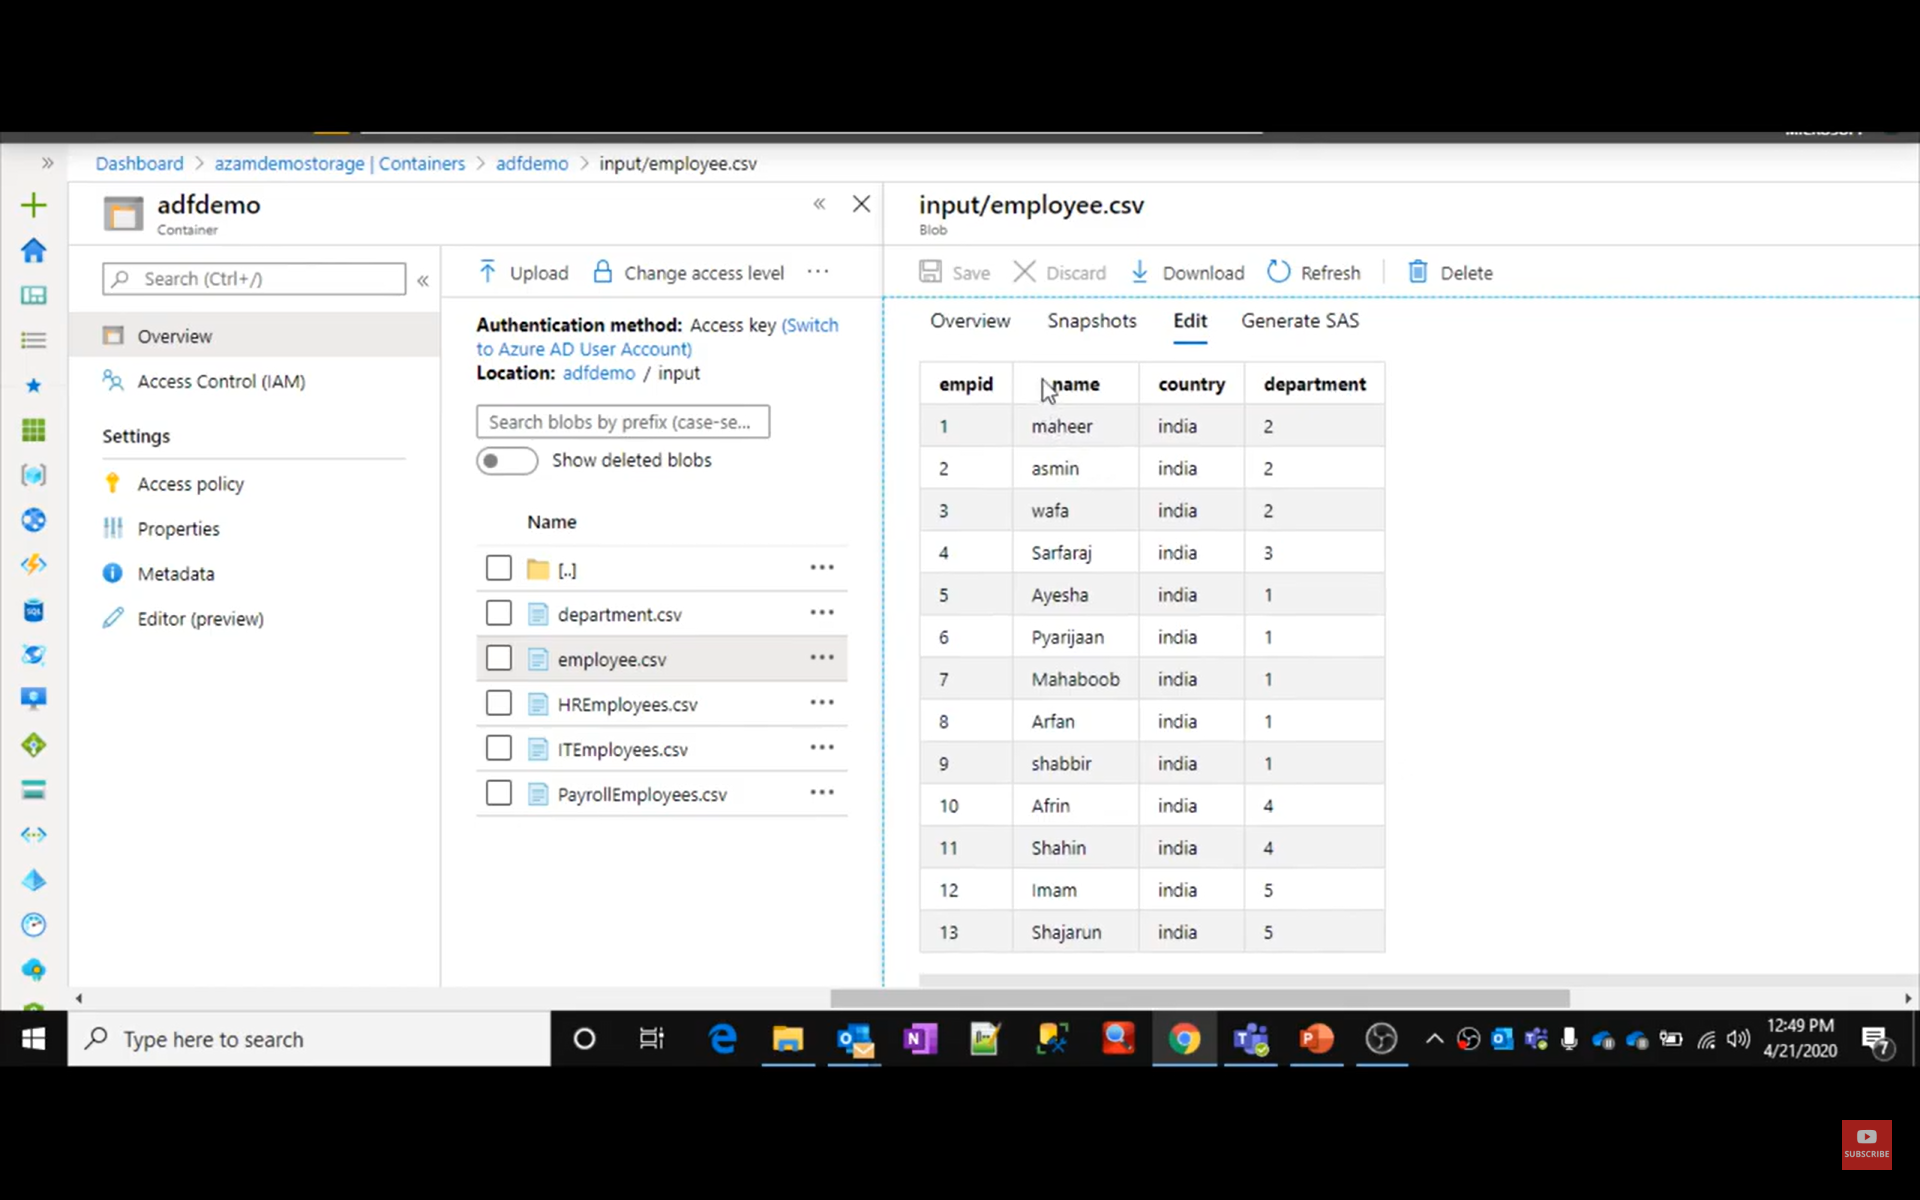 Dashboard > azamdemostorage | Containers > adfdemo > input/employee.csv
adfdemo
Container
Search (Ctrl+/)
Overview
Access Control (IAM)
Settings
Access policy
Properties
Metadata
Editor (preview)
Upload Change access level
Authentication method: Access key (Switch
to Azure AD User Account)
Location: adfdemo / input
Search blobs by prefix (case-se...
Show deleted blobs
Name
[..]
department.csv
employee.csv
HREmployees.csv
ITEmployees.csv
PayrollEmployees.csv
input/employee.csv
Blob
Save Discard Download Refresh Delete
Overview Snapshots Edit Generate SAS
empid name country department
1 maheer india 2
2 asmin india 2
3 wafa india 2
4 Sarfaraj india 3
5 Ayesha india 1
6 Pyarijaan india 1
7 Mahaboob india 1
8 Arfan india 1
9 shabbir india 1
10 Afrin india 4
11 Shahin india 4
12 Imam india 5
13 Shajarun india 5
Type here to search
12:49 PM
4/21/2020
7
SUBSCRIBE